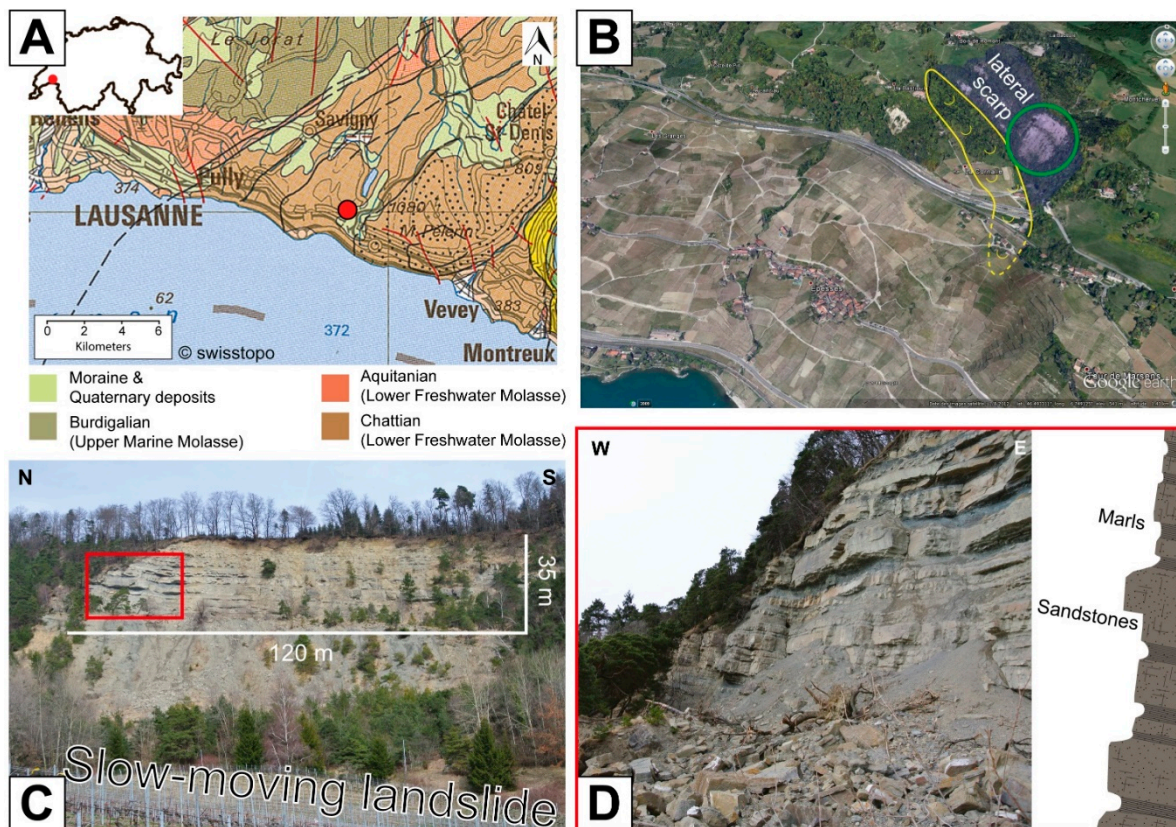 A
N
Le Jorat
Savigny
Châtel-
St-Denis
809
Pully
374
LAUSANNE
1080
M. Pèlerin
62
Vevey
383
372
Montreux
0 2 4 6
Kilometers
© swisstopo
Moraine &
Quaternary deposits
Burdigalian
(Upper Marine Molasse)
Aquitanian
(Lower Freshwater Molasse)
Chattian
(Lower Freshwater Molasse)
B
lateral
scarp
Epesses
Google earth
C
N
S
35 m
120 m
Slow-moving landslide
D
W
E
Marls
Sandstones